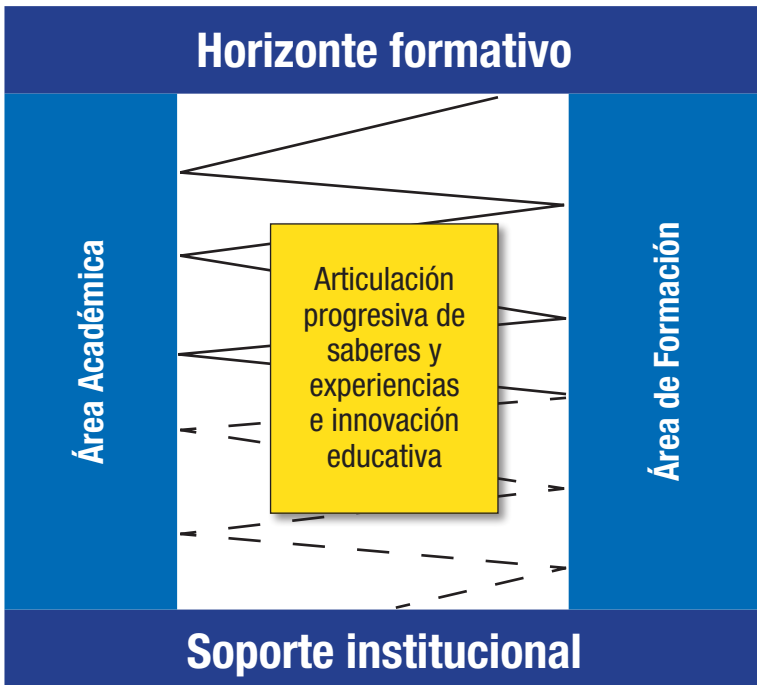 Horizonte formativo
Área Académica
Articulación
progresiva de
saberes y
experiencias
e innovación
educativa
Área de Formación
Soporte institucional